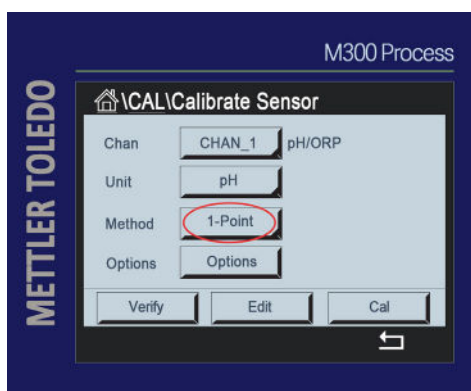 M300 Process
METTLER TOLEDO
\CAL\Calibrate Sensor
Chan CHAN_1 pH/ORP
Unit pH
Method 1-Point
Options Options
Verify Edit Cal